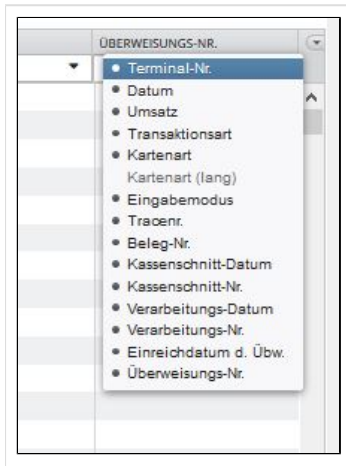 ÜBERWEISUNGS-NR.
Terminal-Nr.
Datum
Umsatz
Transaktionsart
Kartenart
Kartenart (lang)
Eingabemodus
Tracenr.
Beleg-Nr.
Kassenschnitt-Datum
Kassenschnitt-Nr.
Verarbeitungs-Datum
Verarbeitungs-Nr.
Einreichdatum d. Übw.
Überweisungs-Nr.